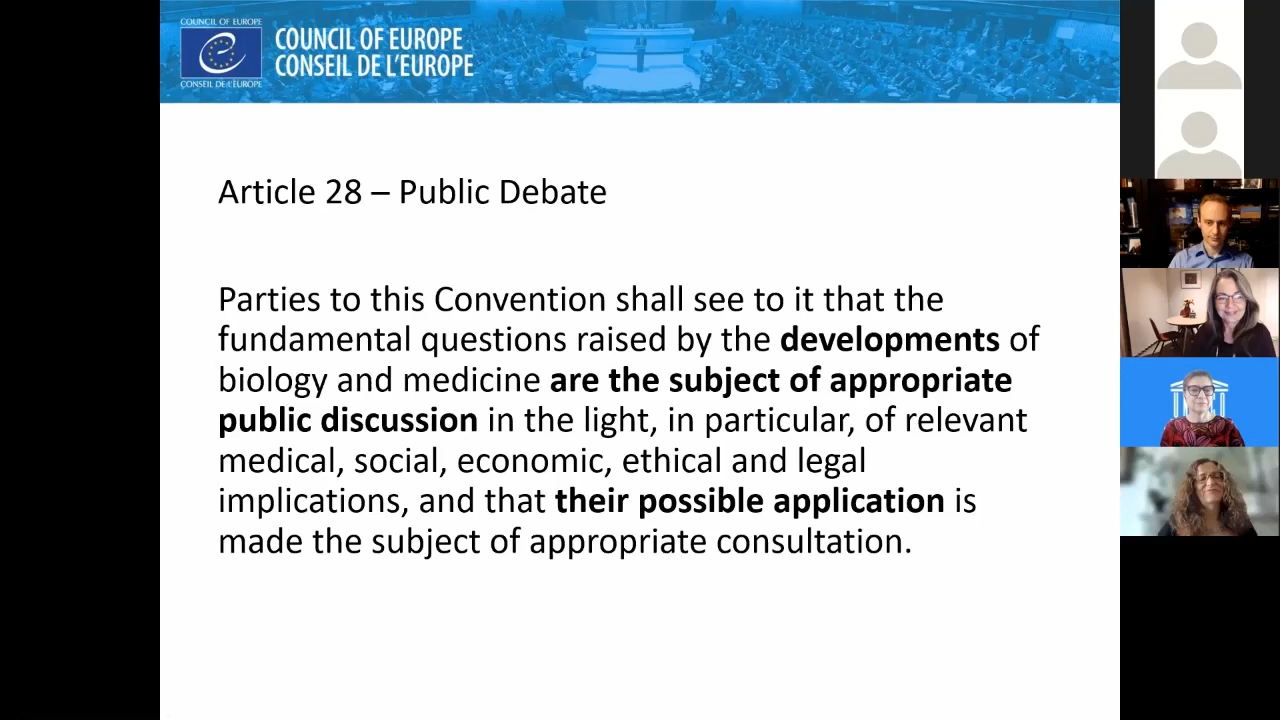 COUNCIL OF EUROPE
COUNCIL OF EUROPE
CONSEIL DE L'EUROPE
CONSEIL DE L'EUROPE
Article 28 – Public Debate
Parties to this Convention shall see to it that the
fundamental questions raised by the developments of
biology and medicine are the subject of appropriate
public discussion in the light, in particular, of relevant
medical, social, economic, ethical and legal
implications, and that their possible application is
made the subject of appropriate consultation.